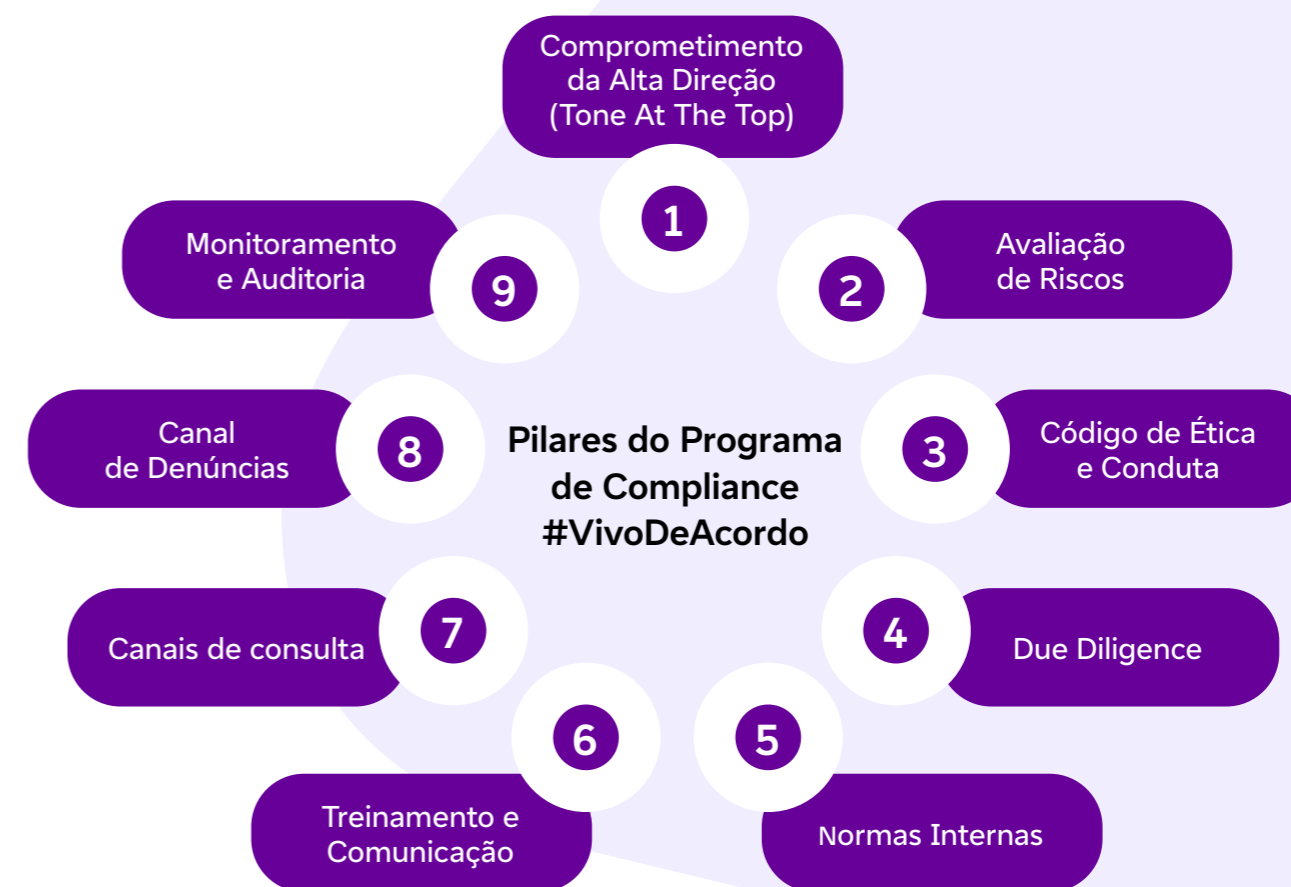 Pilares do Programa
de Compliance
#VivoDeAcordo
1
Comprometimento
da Alta Direção
(Tone At The Top)
2
Avaliação
de Riscos
3
Código de Ética
e Conduta
4
Due Diligence
5
Normas Internas
6
Treinamento e
Comunicação
7
Canais de consulta
8
Canal
de Denúncias
9
Monitoramento
e Auditoria